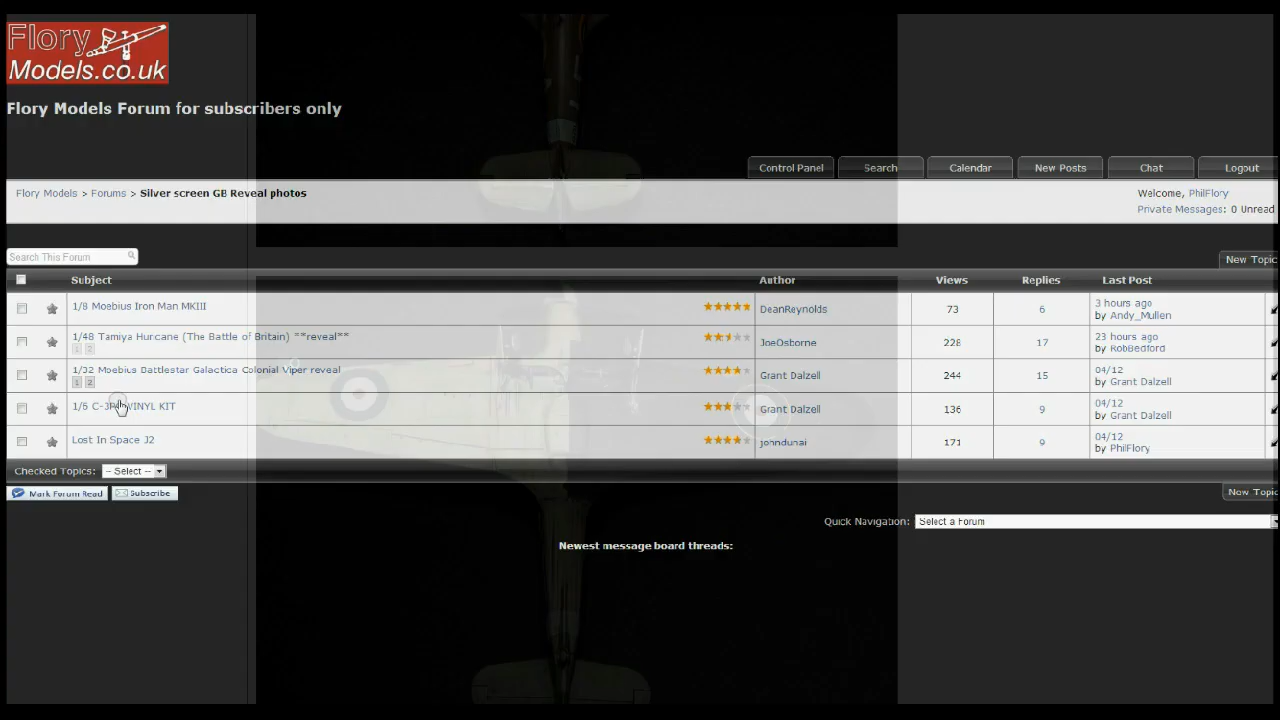 Flory
Models.co.uk
Flory Models Forum for subscribers only
Control Panel Search Calendar New Posts Chat Logout
Flory Models > Forums > Silver screen GB Reveal photos
Welcome, PhilFlory
Private Messages: 0 Unread
Search This Forum
New Topic
Subject Author Views Replies Last Post
1/8 Moebius Iron Man MKIII DeanReynolds 73 6 3 hours ago
by Andy_Mullen
1/48 Tamiya Hurricane (The Battle of Britain) **reveal** JoeOsborne 228 17 23 hours ago
1 2 by RobBedford
1/32 Moebius Battlestar Galactica Colonial Viper reveal Grant Dalzell 244 15 04/12
1 2 by Grant Dalzell
1/5 VINYL KIT Grant Dalzell 136 9 04/12
by Grant Dalzell
Lost In Space J2 johndunai 171 9 04/12
by PhilFlory
Checked Topics: -- Select --
Mark Forum Read Subscribe
New Topic
Quick Navigation: Select a Forum
Newest message board threads: